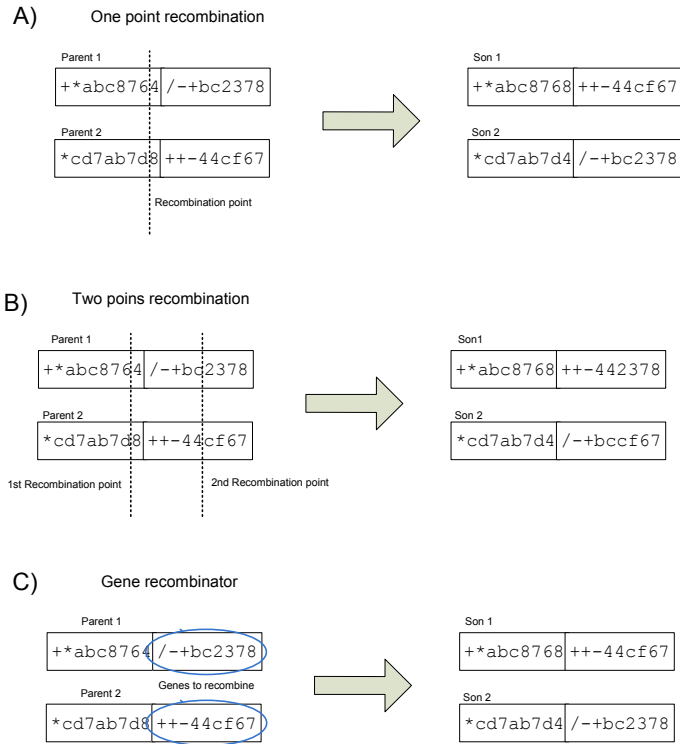 A)
One point recombination
Parent 1
+*abc8764 /-+bc2378
Parent 2
*cd7ab7d8 ++-44cf67
Recombination point
Son 1
+*abc8768 ++-44cf67
Son 2
*cd7ab7d4 /-+bc2378
B)
Two poins recombination
Parent 1
+*abc8764 /-+bc2378
Parent 2
*cd7ab7d8 ++-44cf67
1st Recombination point
2nd Recombination point
Son1
+*abc8768 ++-442378
Son 2
*cd7ab7d4 /-+bccf67
C)
Gene recombinator
Parent 1
+*abc8764 /-+bc2378
Parent 2
Genes to recombine
*cd7ab7d8 ++-44cf67
Son 1
+*abc8768 ++-44cf67
Son 2
*cd7ab7d4 /-+bc2378